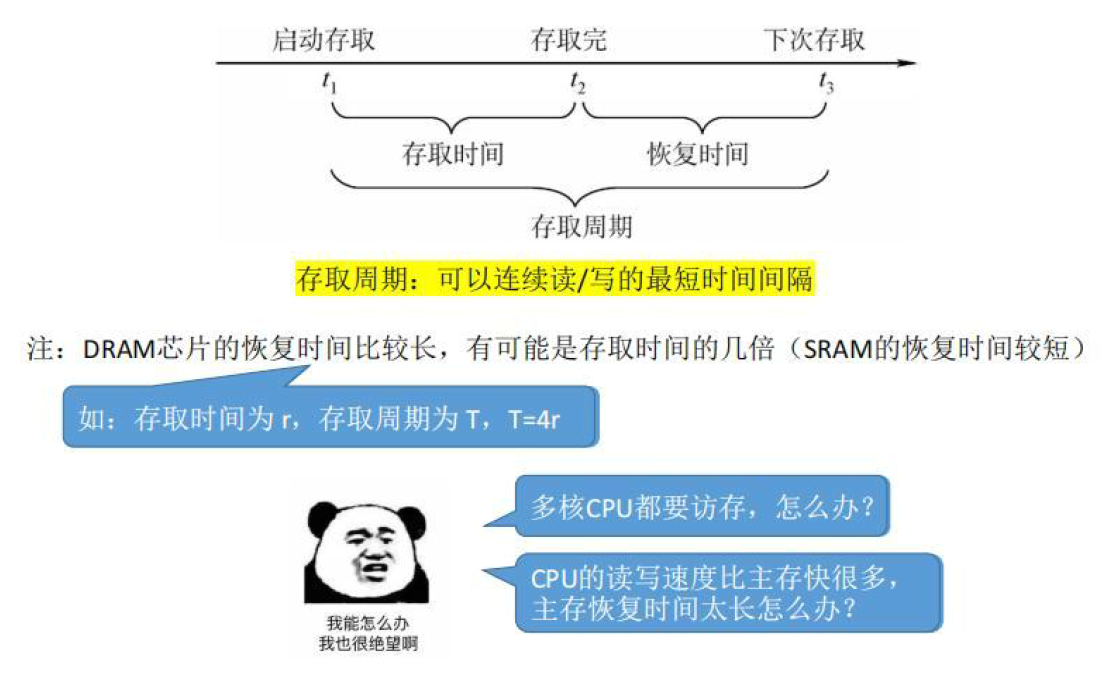 启动存取 存取完 下次存取
t1 t2 t3
存取时间 恢复时间
存取周期
存取周期：可以连续读/写的最短时间间隔
注：DRAM芯片的恢复时间比较长，有可能是存取时间的几倍（SRAM的恢复时间较短）
如：存取时间为 r，存取周期为 T，T=4r
多核CPU都要访存，怎么办？
CPU的读写速度比主存快很多，
主存恢复时间太长怎么办？
我能怎么办
我也很绝望啊